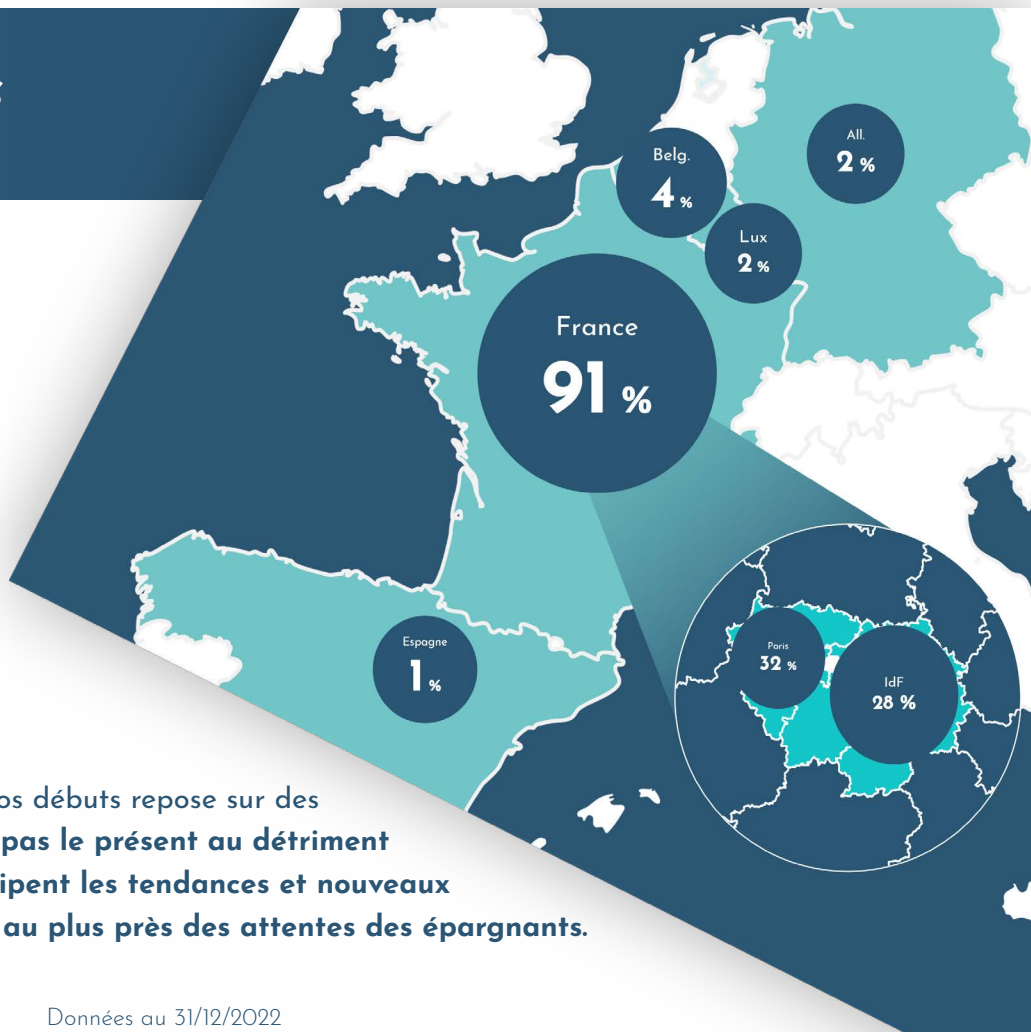 All.
2 %
Belg.
4 %
Lux
2 %
France
91 %
Espagne
1 %
Paris
32 %
IdF
28 %
débuts repose sur des
pas le présent au détriment
les tendances et nouveaux
au plus près des attentes des épargnants.
Données au 31/12/2022